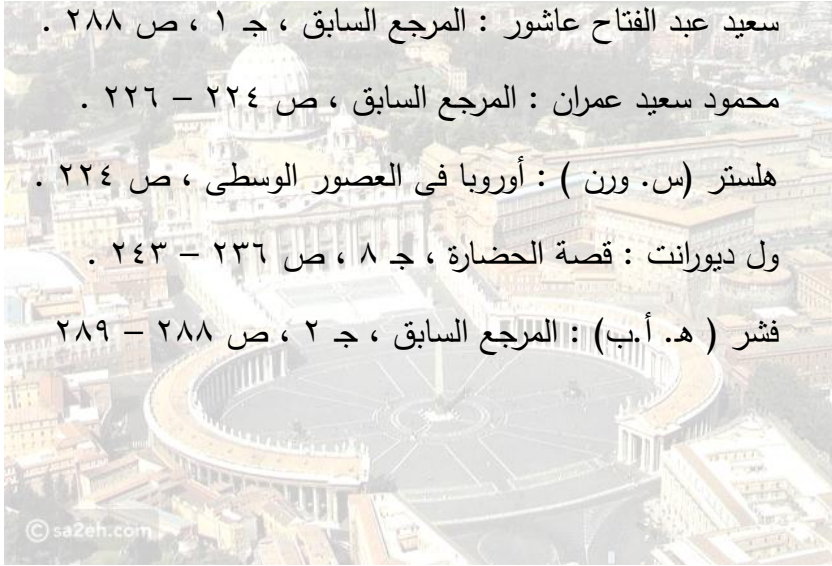 سعيد عبد الفتاح عاشور : المرجع السابق ، جـ ١ ، ص ٢٨٨ .
محمود سعيد عمران : المرجع السابق ، ص ٢٢٤ – ٢٢٦ .
هلستر (س. ورن ) : أوروبا فى العصور الوسطى ، ص ٢٢٤ .
ول ديورانت : قصة الحضارة ، جـ ٨ ، ص ٢٣٦ – ٢٤٣ .
فشر ( هـ. أ.ب) : المرجع السابق ، جـ ٢ ، ص ٢٨٨ – ٢٨٩
© sa2eh.com